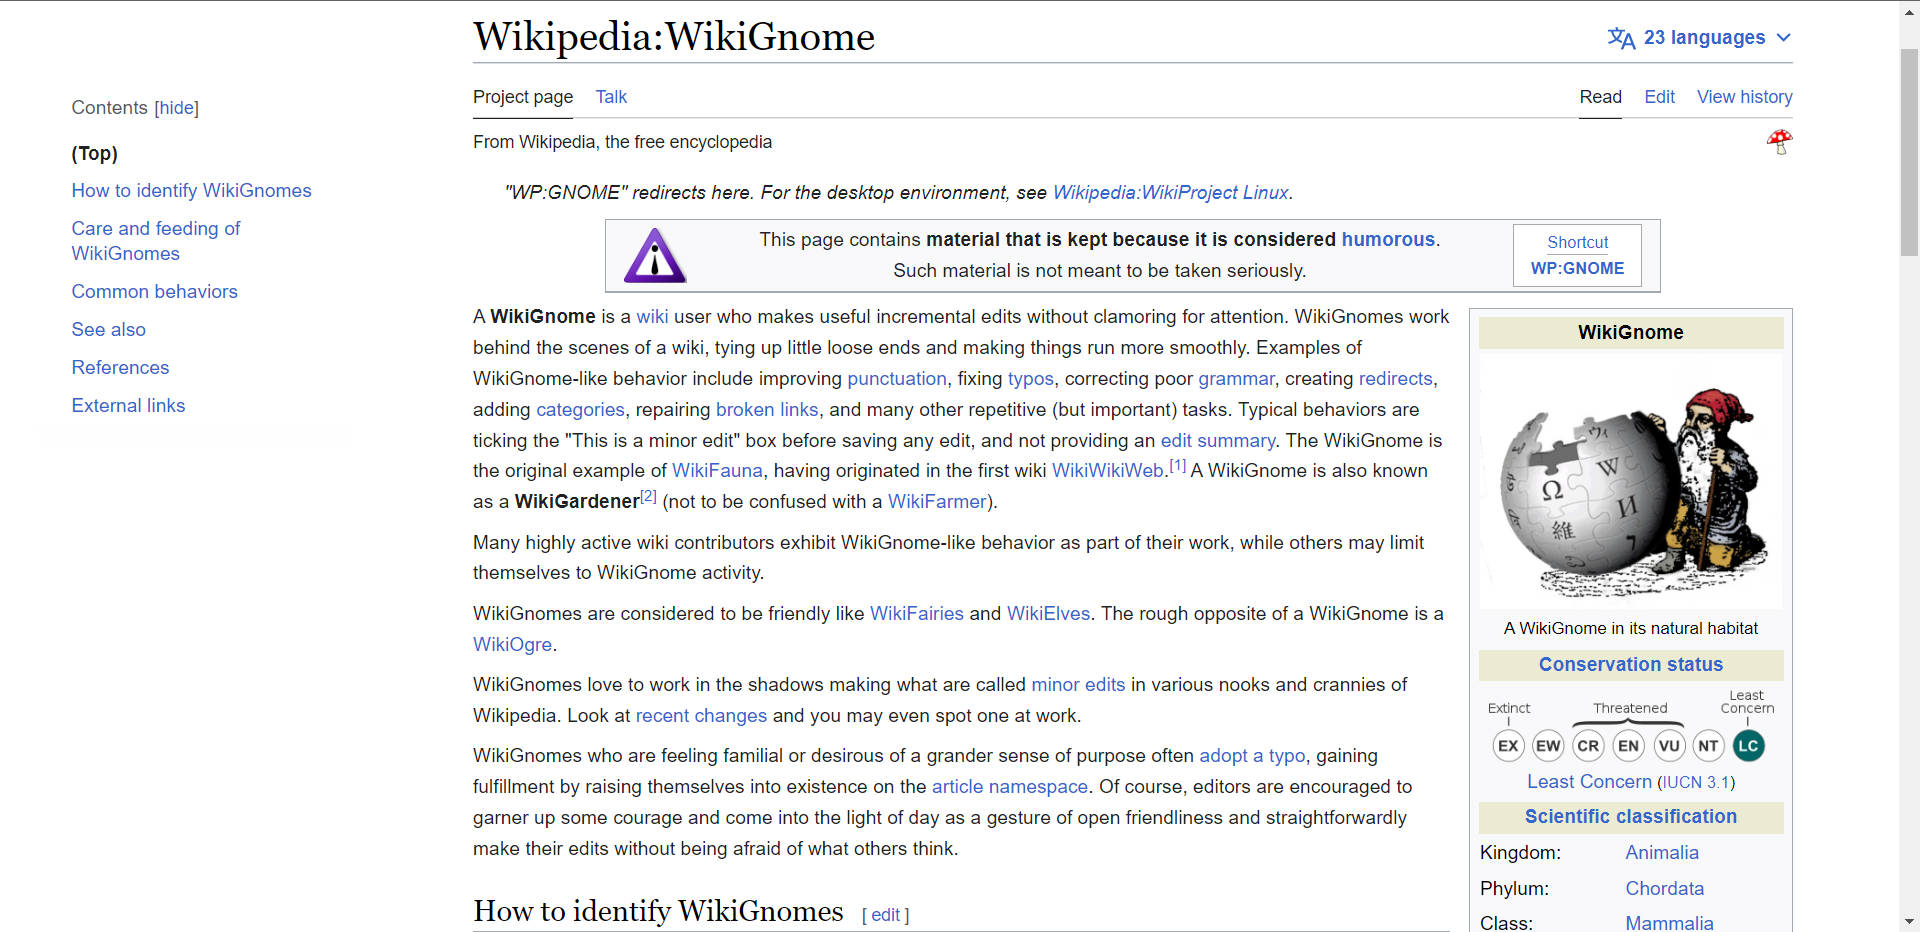 Wikipedia:WikiGnome
23 languages
Contents [hide]
(Top)
How to identify WikiGnomes
Care and feeding of
WikiGnomes
Common behaviors
See also
References
External links
Project page Talk
Read Edit View history
From Wikipedia, the free encyclopedia
"WP:GNOME" redirects here. For the desktop environment, see Wikipedia:WikiProject Linux.
This page contains material that is kept because it is considered humorous.
Such material is not meant to be taken seriously.
Shortcut
WP:GNOME
A WikiGnome is a wiki user who makes useful incremental edits without clamoring for attention. WikiGnomes work
behind the scenes of a wiki, tying up little loose ends and making things run more smoothly. Examples of
WikiGnome-like behavior include improving punctuation, fixing typos, correcting poor grammar, creating redirects,
adding categories, repairing broken links, and many other repetitive (but important) tasks. Typical behaviors are
ticking the "This is a minor edit" box before saving any edit, and not providing an edit summary. The WikiGnome is
the original example of WikiFauna, having originated in the first wiki WikiWikiWeb.[1] A WikiGnome is also known
as a WikiGardener[2] (not to be confused with a WikiFarmer).
Many highly active wiki contributors exhibit WikiGnome-like behavior as part of their work, while others may limit
themselves to WikiGnome activity.
WikiGnomes are considered to be friendly like WikiFairies and WikiElves. The rough opposite of a WikiGnome is a
WikiOgre.
WikiGnomes love to work in the shadows making what are called minor edits in various nooks and crannies of
Wikipedia. Look at recent changes and you may even spot one at work.
WikiGnomes who are feeling familial or desirous of a grander sense of purpose often adopt a typo, gaining
fulfillment by raising themselves into existence on the article namespace. Of course, editors are encouraged to
garner up some courage and come into the light of day as a gesture of open friendliness and straightforwardly
make their edits without being afraid of what others think.
How to identify WikiGnomes [ edit ]
WikiGnome
Ω W И 維
A WikiGnome in its natural habitat
Conservation status
Extinct Threatened Least
Concern
EX EW CR EN VU NT LC
Least Concern (IUCN 3.1)
Scientific classification
Kingdom: Animalia
Phylum: Chordata
Class: Mammalia